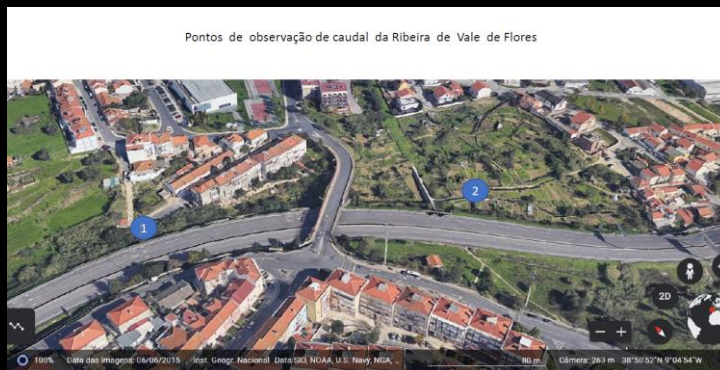 Pontos de observação de caudal da Ribeira de Vale de Flores
1
2
2D
100% Data das imagens: 06/06/2015 Inst. Geogr. Nacional Data SIO, NOAA, U.S. Navy, NGA, ... 80 m Câmera: 263 m 38°50'52"N 9°04'54"W